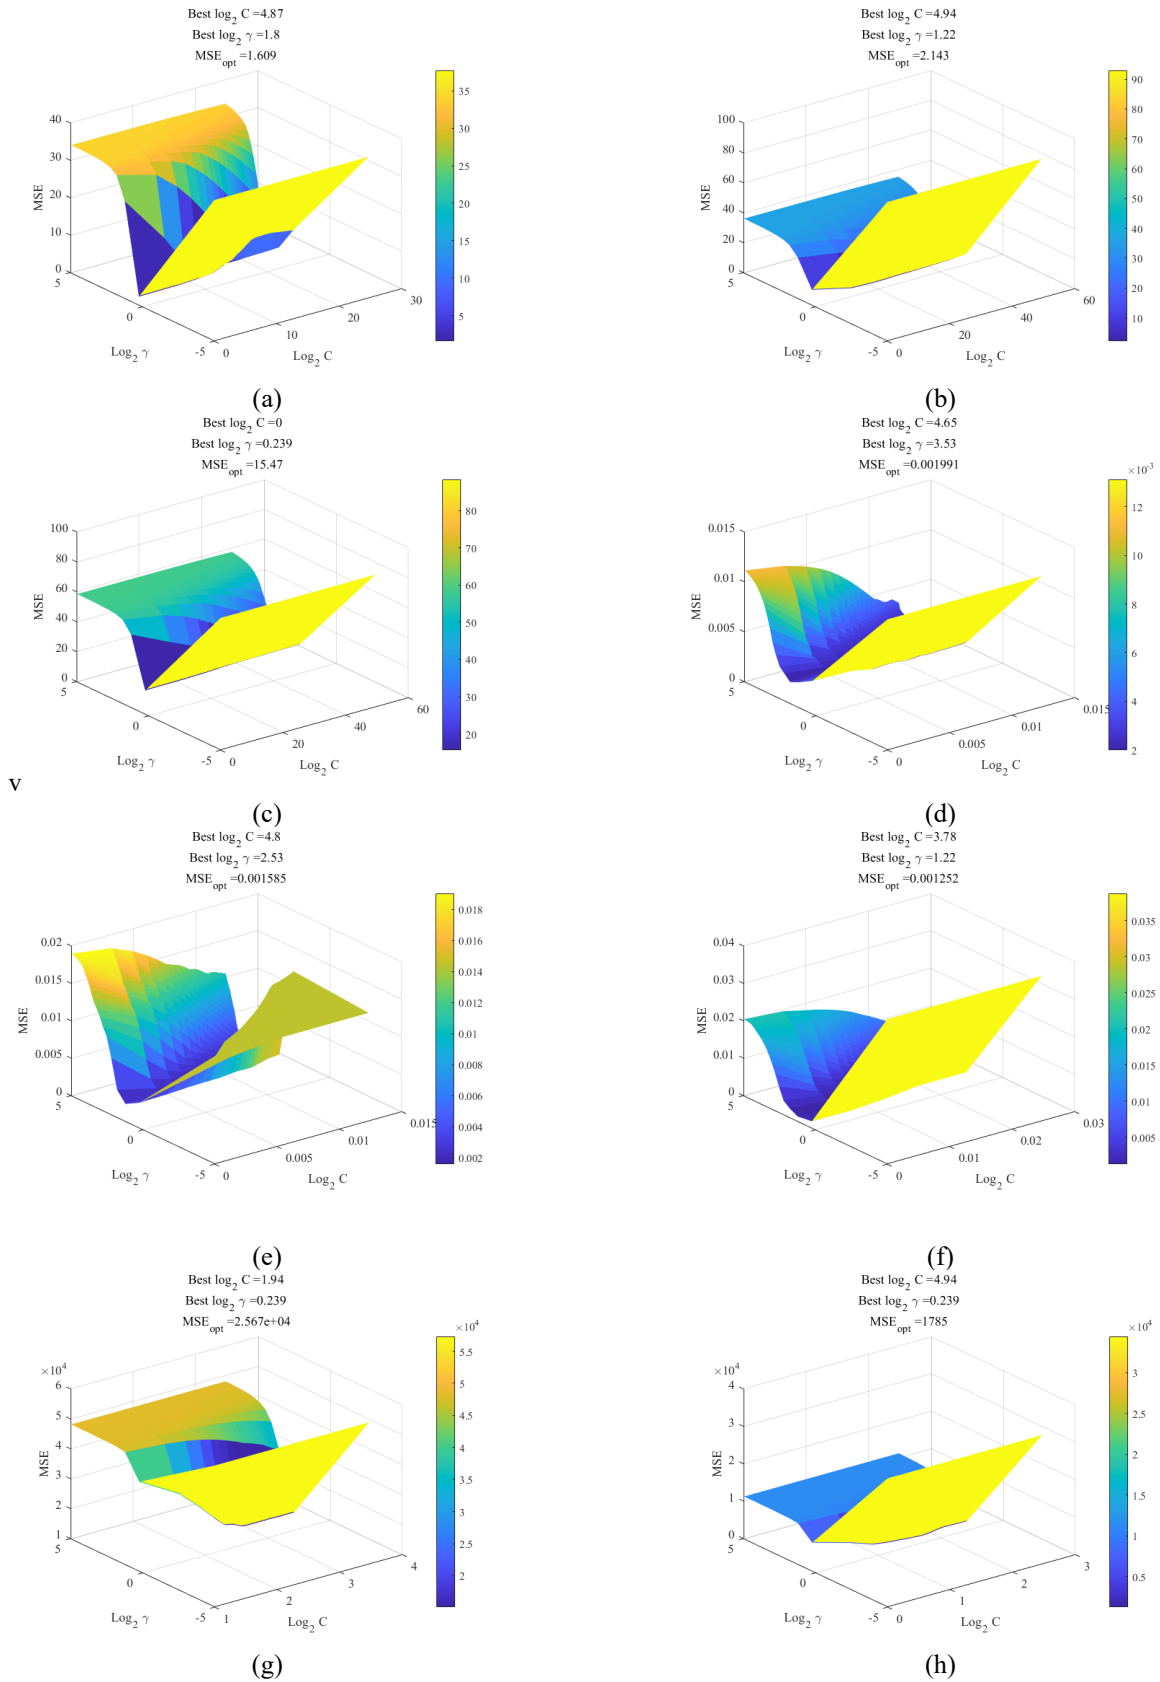 Best log2 C =4.87
Best log2 γ =1.8
MSEopt =1.609
40
30
20
10
0
MSE
5
0
-5
Log2 γ
0
10
20
30
Log2 C
35
30
25
20
15
10
5
(a)
Best log2 C =4.94
Best log2 γ =1.22
MSEopt =2.143
100
80
60
40
20
0
MSE
5
0
-5
Log2 γ
0
20
40
60
Log2 C
90
80
70
60
50
40
30
20
10
(b)
Best log2 C =0
Best log2 γ =0.239
MSEopt =15.47
100
80
60
40
20
0
MSE
5
0
-5
Log2 γ
0
20
40
60
Log2 C
80
70
60
50
40
30
20
v
(c)
Best log2 C =4.65
Best log2 γ =3.53
MSEopt =0.001991
0.015
0.01
0.005
0
MSE
5
0
-5
Log2 γ
0
0.005
0.01
0.015
Log2 C
×10-3
12
10
8
6
4
2
(d)
Best log2 C =4.8
Best log2 γ =2.53
MSEopt =0.001585
0.02
0.015
0.01
0.005
0
MSE
5
0
-5
Log2 γ
0
0.005
0.01
0.015
Log2 C
0.018
0.016
0.014
0.012
0.01
0.008
0.006
0.004
0.002
(e)
Best log2 C =3.78
Best log2 γ =1.22
MSEopt =0.001252
0.04
0.03
0.02
0.01
0
MSE
5
0
-5
Log2 γ
0
0.01
0.02
0.03
Log2 C
0.035
0.03
0.025
0.02
0.015
0.01
0.005
(f)
Best log2 C =1.94
Best log2 γ =0.239
MSEopt =2.567e+04
×104
6
5
4
3
2
1
MSE
5
0
-5
Log2 γ
1
2
3
4
Log2 C
×104
5.5
5
4.5
4
3.5
3
2.5
2
(g)
Best log2 C =4.94
Best log2 γ =0.239
MSEopt =1785
×104
4
3
2
1
0
MSE
5
0
-5
Log2 γ
0
1
2
3
Log2 C
×104
3
2.5
2
1.5
1
0.5
(h)